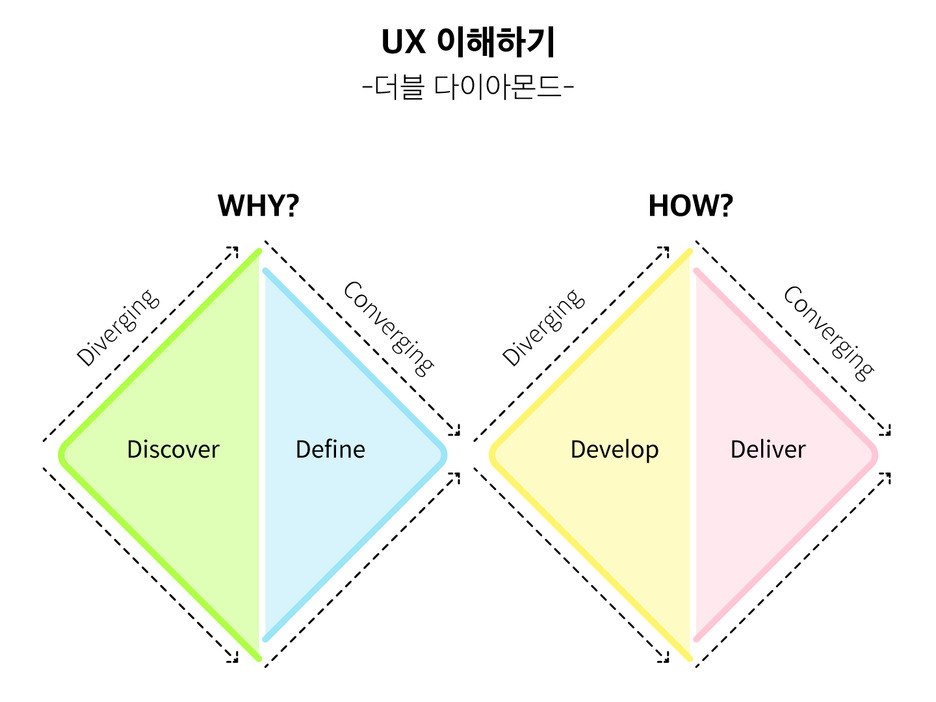 UX 이해하기
-더블 다이아몬드-
WHY?
HOW?
Diverging
Converging
Diverging
Converging
Discover
Define
Develop
Deliver